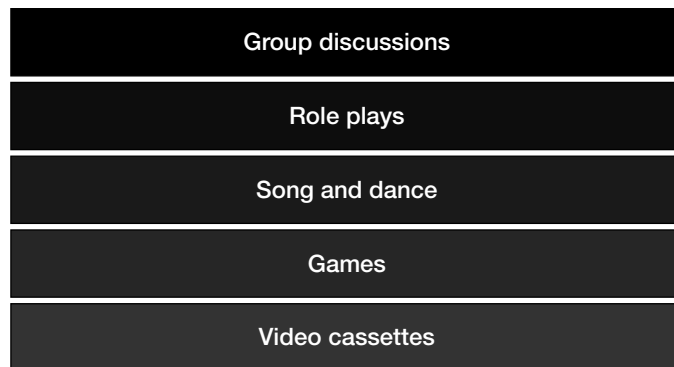 Group discussions
Role plays
Song and dance
Games
Video cassettes